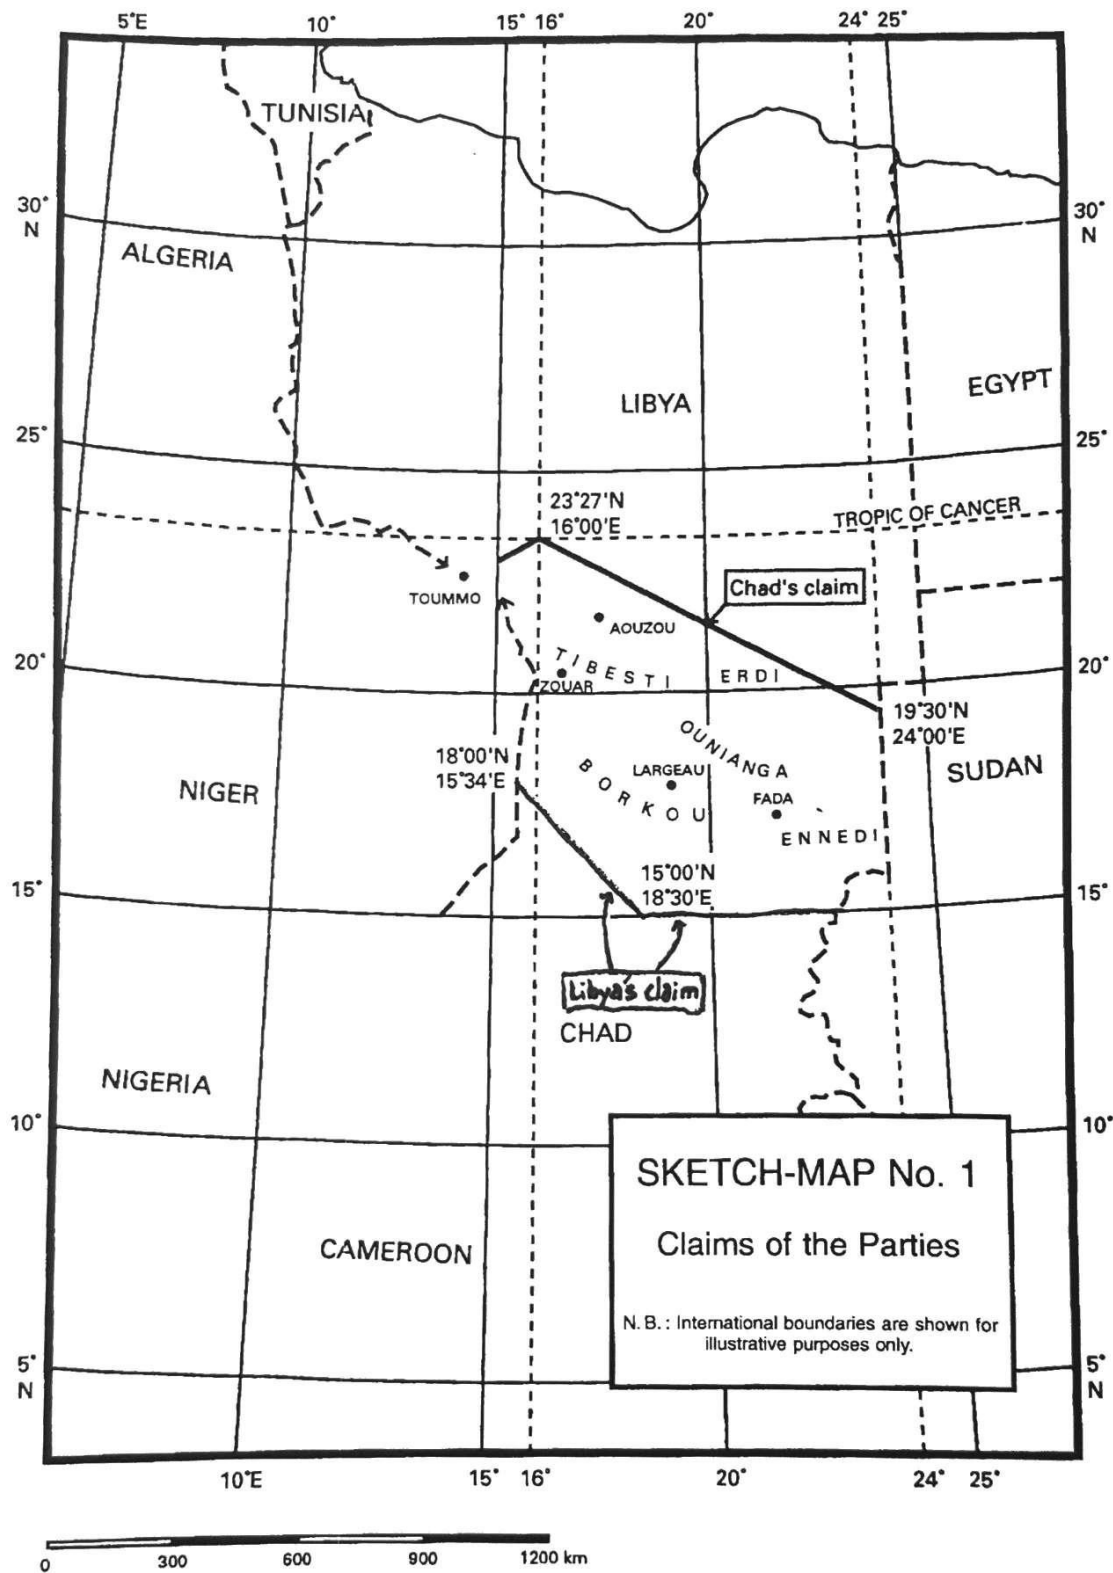 5°E 10° 15° 16° 20° 24° 25°
TUNISIA
30°
N
30°
N
ALGERIA
LIBYA
EGYPT
25°
25°
23°27'N
16°00'E
TROPIC OF CANCER
Chad's claim
TOUMMO
AOUZOU
20°
20°
TIBESTI
ERDI
ZOUAR
19°30'N
24°00'E
OUNIANGA
18°00'N
15°34'E
BORKOU
LARGEAU
FADA
SUDAN
NIGER
ENNEDI
15°
15°
15°00'N
18°30'E
Libya's claim
CHAD
NIGERIA
10°
10°
SKETCH-MAP No. 1
Claims of the Parties
N.B.: International boundaries are shown for
illustrative purposes only.
CAMEROON
5°
N
5°
N
10°E 15° 16° 20° 24° 25°
0 300 600 900 1200 km